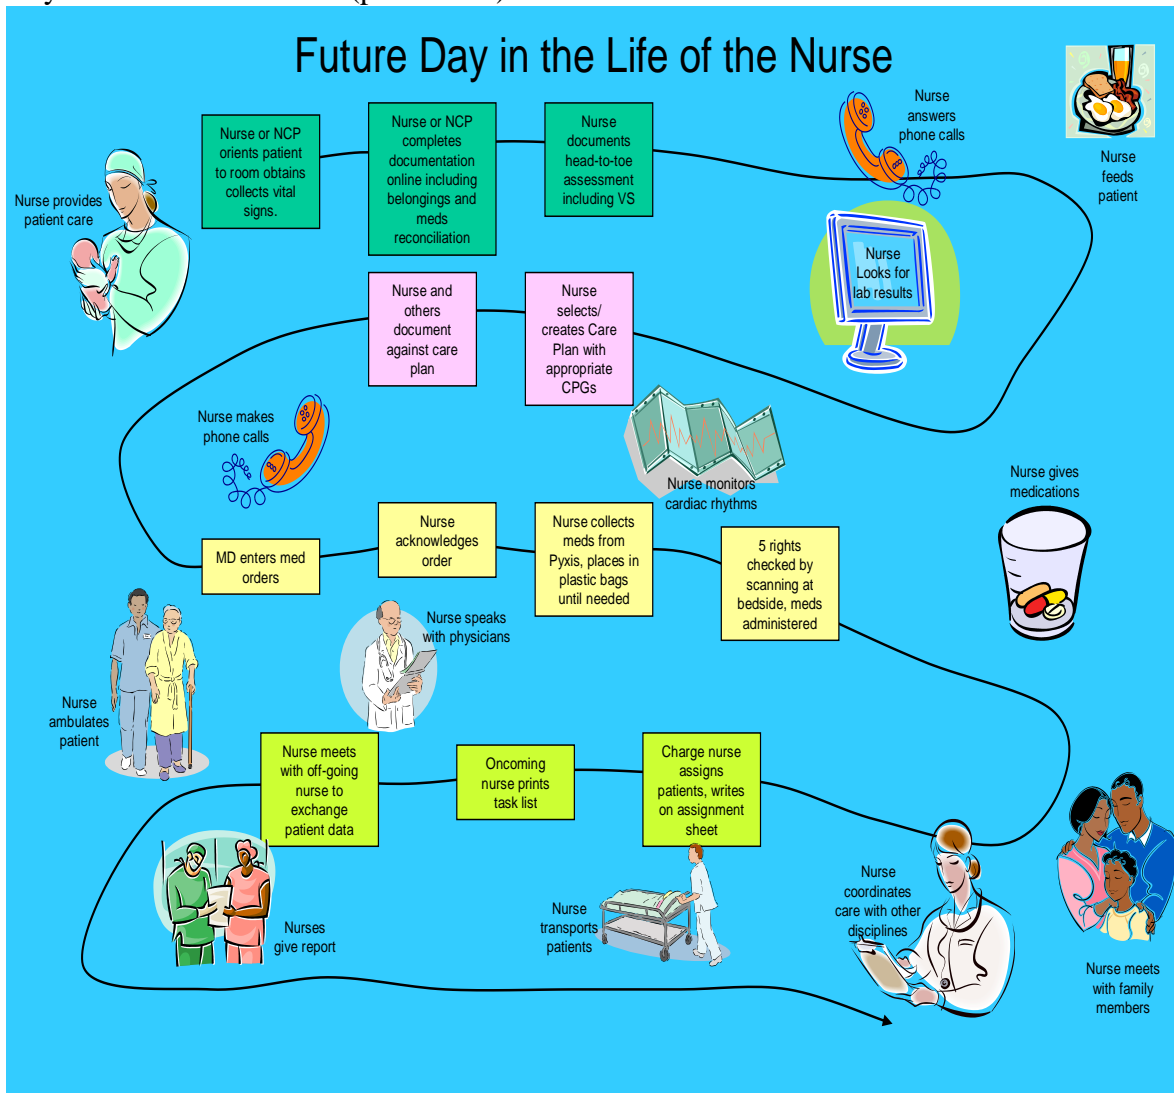 Future Day in the Life of the Nurse
Nurse or NCP
orients patient
to room obtains
collects vital
signs.
Nurse or NCP
completes
documentation
online including
belongings and
meds
reconciliation
Nurse
documents
head-to-toe
assessment
including VS
Nurse
answers
phone calls
Nurse
feeds
patient
Nurse provides
patient care
Nurse
Looks for
lab results
Nurse and
others
document
against care
plan
Nurse
selects/
creates Care
Plan with
appropriate
CPGs
Nurse makes
phone calls
Nurse monitors
cardiac rhythms
Nurse gives
medications
MD enters med
orders
Nurse
acknowledges
order
Nurse collects
meds from
Pyxis, places in
plastic bags
until needed
5 rights
checked by
scanning at
bedside, meds
administered
Nurse speaks
with physicians
Nurse
ambulates
patient
Nurse meets
with off-going
nurse to
exchange
patient data
Oncoming
nurse prints
task list
Charge nurse
assigns
patients, writes
on assignment
sheet
Nurses
give report
Nurse
transports
patients
Nurse
coordinates
care with other
disciplines
Nurse meets
with family
members